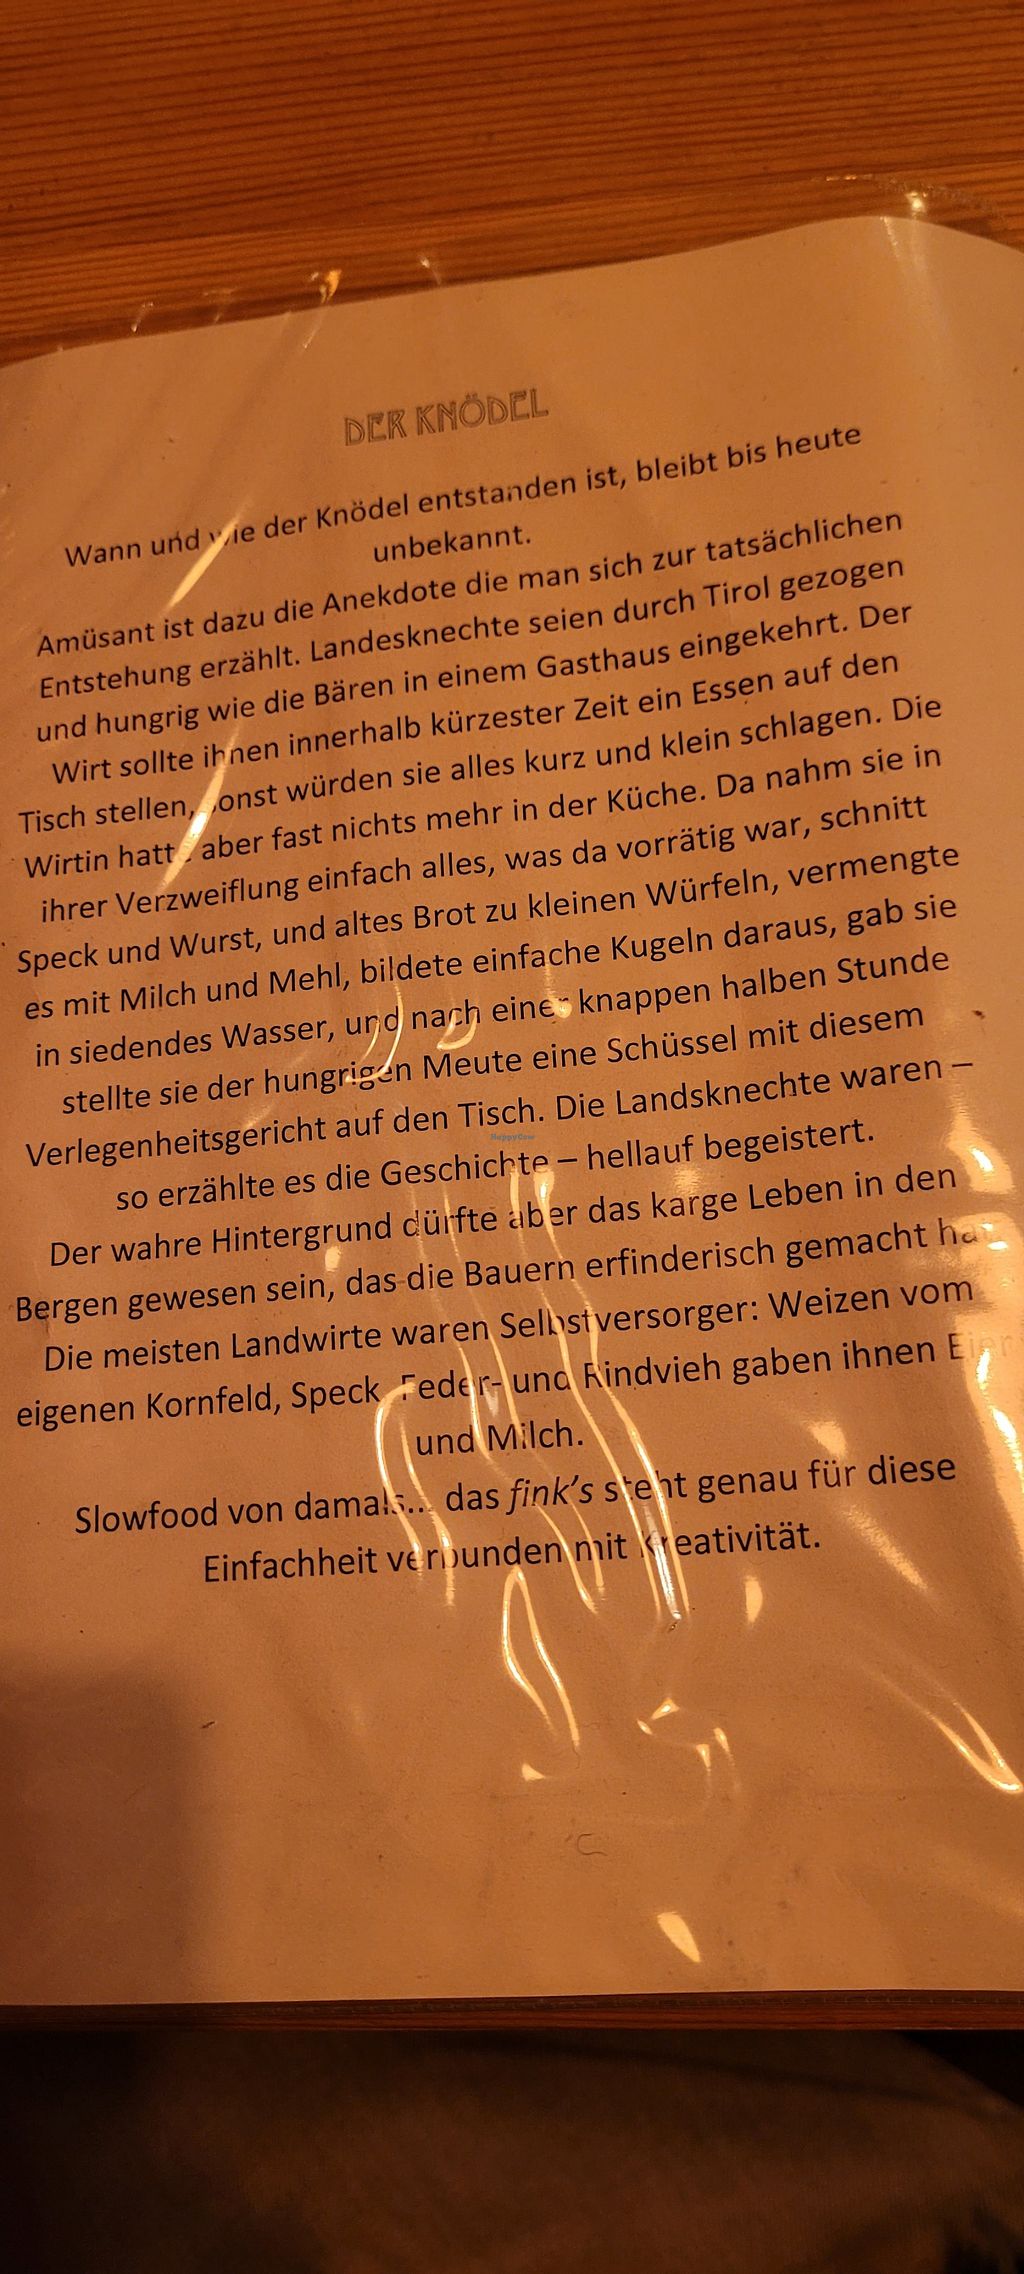 DER KNÖDEL
Wann und wie der Knödel entstanden ist, bleibt bis heute
unbekannt.
Amüsant ist dazu die Anekdote die man sich zur tatsächlichen
Entstehung erzählt. Landesknechte seien durch Tirol gezogen
und hungrig wie die Bären in einem Gasthaus eingekehrt. Der
Wirt sollte ihnen innerhalb kürzester Zeit ein Essen auf den
Tisch stellen, sonst würden sie alles kurz und klein schlagen. Die
Wirtin hatte aber fast nichts mehr in der Küche. Da nahm sie in
ihrer Verzweiflung einfach alles, was da vorrätig war, schnitt
Speck und Wurst, und altes Brot zu kleinen Würfeln, vermengte
es mit Milch und Mehl, bildete einfache Kugeln daraus, gab sie
in siedendes Wasser, und nach einer knappen halben Stunde
stellte sie der hungrigen Meute eine Schüssel mit diesem
Verlegenheitsgericht auf den Tisch. Die Landsknechte waren –
so erzählte es die Geschichte – hellauf begeistert.
HappyCow
Der wahre Hintergrund dürfte aber das karge Leben in den
Bergen gewesen sein, das die Bauern erfinderisch gemacht hat.
Die meisten Landwirte waren Selbstversorger: Weizen vom
eigenen Kornfeld, Speck, Feder- und Rindvieh gaben ihnen Eier
und Milch.
Slowfood von damals... das fink's steht genau für diese
Einfachheit verbunden mit Kreativität.